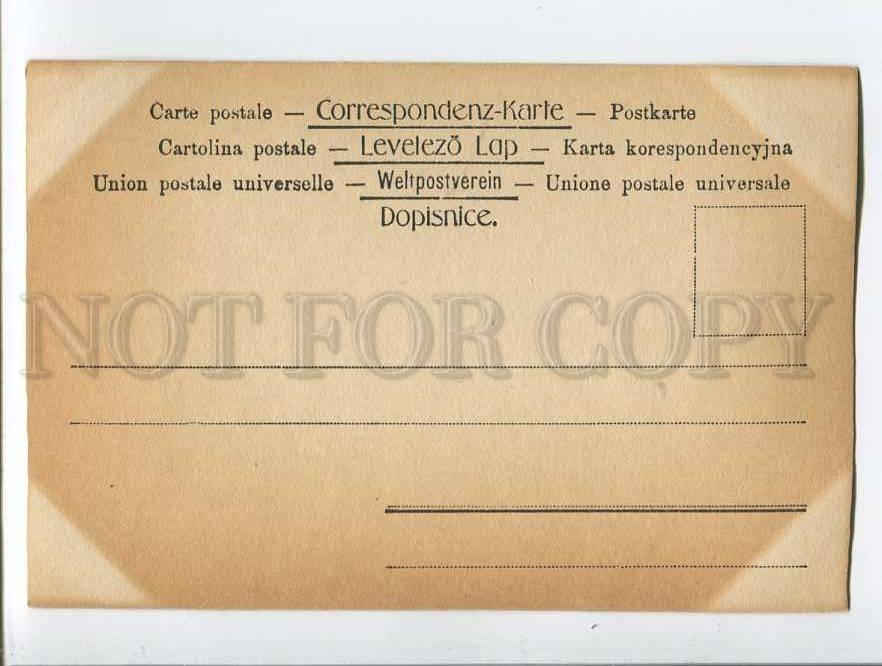 Carte postale — Correspondenz-Karte — Postkarte
Cartolina postale — Levelező Lap — Karta korespondencyjna
Union postale universelle — Weltpostverein — Unione postale universale
Dopisnice.
NOT FOR COPY